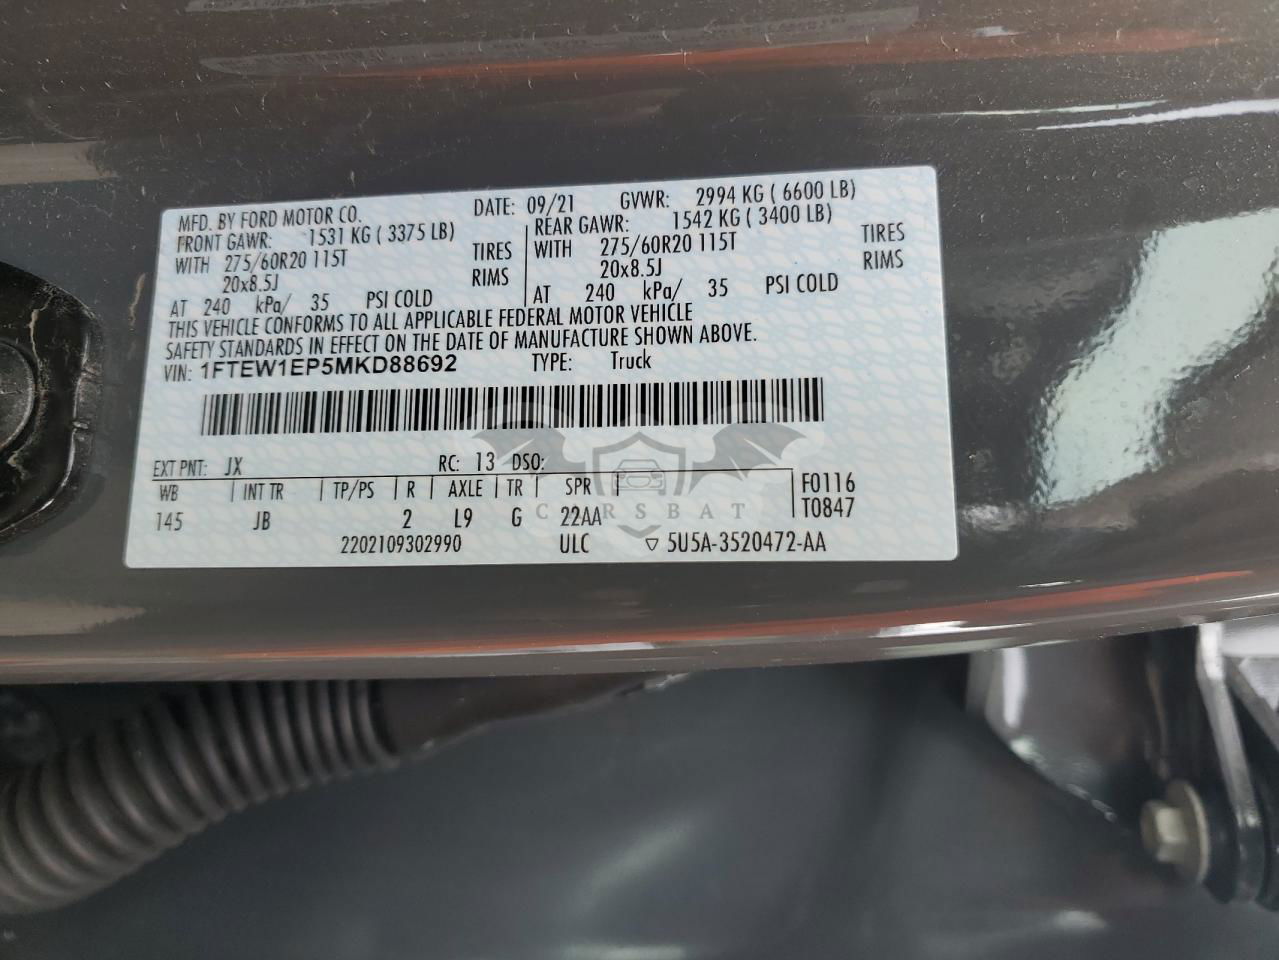 MFD. BY FORD MOTOR CO. DATE: 09/21 GVWR: 2994 KG ( 6600 LB)
FRONT GAWR: 1531 KG ( 3375 LB) REAR GAWR: 1542 KG ( 3400 LB)
WITH 275/60R20 115T TIRES WITH 275/60R20 115T TIRES
20x8.5J RIMS 20x8.5J RIMS
AT 240 kPa/ 35 PSI COLD AT 240 kPa/ 35 PSI COLD
THIS VEHICLE CONFORMS TO ALL APPLICABLE FEDERAL MOTOR VEHICLE
SAFETY STANDARDS IN EFFECT ON THE DATE OF MANUFACTURE SHOWN ABOVE.
VIN: 1FTEW1EP5MKD88692 TYPE: Truck
EXT PNT: JX RC: 13 DSO:
WB INT TR TP/PS R AXLE TR SPR F0116
145 JB 2 L9 G 22AA T0847
CARSBAT
2202109302990 ULC ▽ 5U5A-3520472-AA